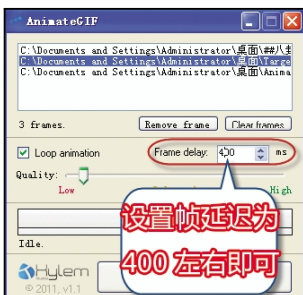 AnimateGIF
C:\Documents and Settings\Administrator\桌面\##八
C:\Documents and Settings\Administrator\桌面\Targe
C:\Documents and Settings\Administrator\桌面\Anima
3 frames.
Remove frame
Clear frames
Loop animation
Frame delay:
ms
Quality:
Low
High
设置帧延迟为
400 左右即可
Idle.
Hylem
© 2011, v1.1